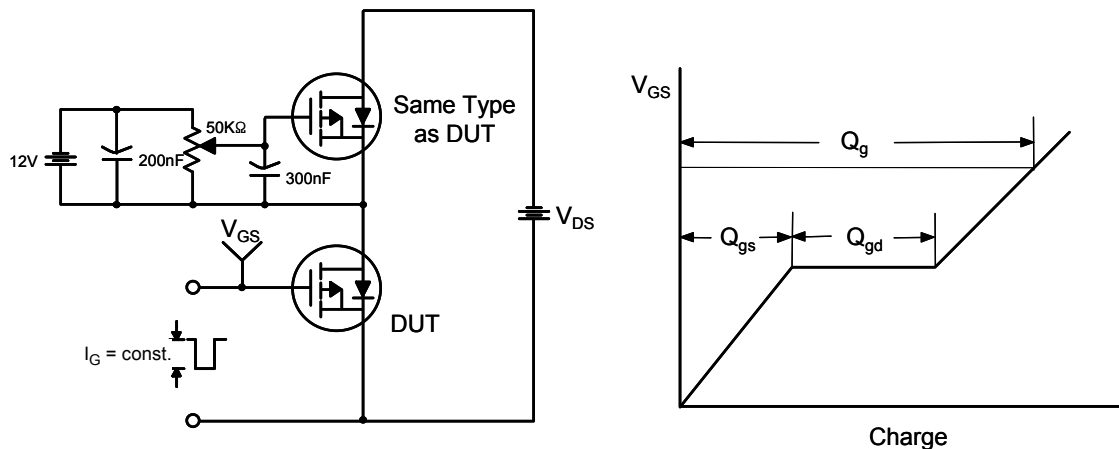 12V
200nF
50KΩ
300nF
Same Type
as DUT
V_DS
V_GS
DUT
I_G = const.
V_GS
Q_g
Q_gs
Q_gd
Charge